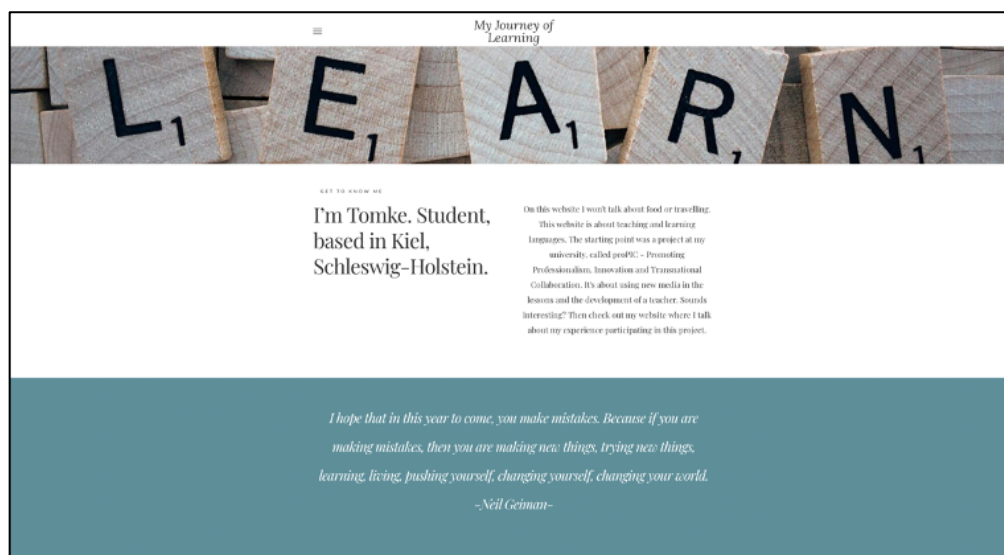 My Journey of
Learning
L1 E1 A1 R1 N1
GET TO KNOW ME
I'm Tomke. Student,
based in Kiel,
Schleswig-Holstein.
On this website I won't talk about food or travelling.
This website is about teaching and learning
languages. The starting point was a project at my
university, called proPIC – Promoting
Professionalism, Innovation and Transnational
Collaboration. It's about using new media in the
lessons and the development of a teacher. Sounds
Interesting? Then check out my website where I talk
about my experience participating in this project.
I hope that in this year to come, you make mistakes. Because if you are
making mistakes, then you are making new things, trying new things,
learning, living, pushing yourself, changing yourself, changing your world.
-Neil Geiman-